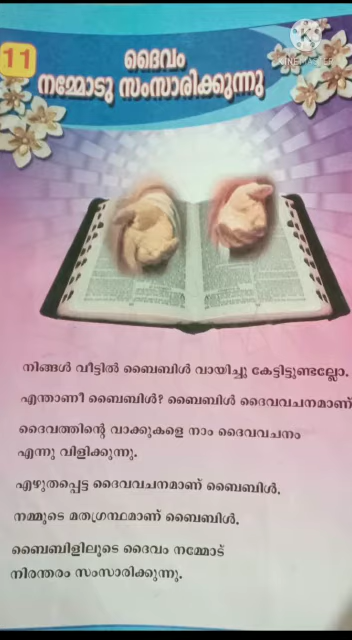 KINEMASTER
11
ദൈവം
നമ്മോടു സംസാരിക്കുന്നു
നിങ്ങൾ വീട്ടിൽ ബൈബിൾ വായിച്ചു കേട്ടിട്ടുണ്ടല്ലോ.
എന്താണീ ബൈബിൾ? ബൈബിൾ ദൈവവചനമാണ്
ദൈവത്തിന്റെ വാക്കുകളെ നാം ദൈവവചനം
എന്നു വിളിക്കുന്നു.
എഴുതപ്പെട്ട ദൈവവചനമാണ് ബൈബിൾ.
നമ്മുടെ മതഗ്രന്ഥമാണ് ബൈബിൾ.
ബൈബിളിലൂടെ ദൈവം നമ്മോട്
നിരന്തരം സംസാരിക്കുന്നു.